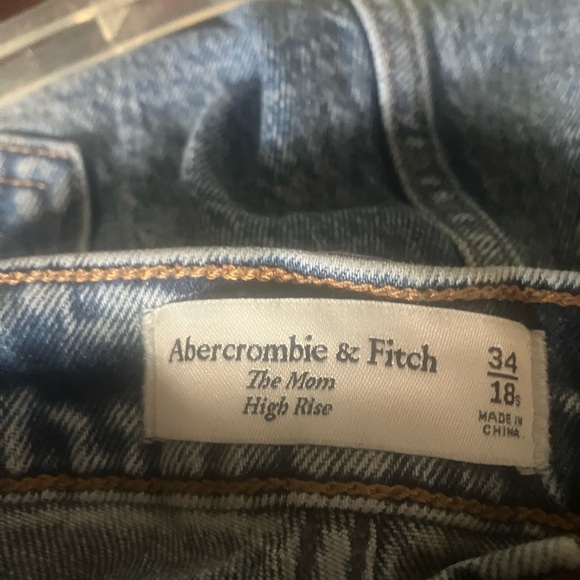 Abercrombie & Fitch
The Mom
High Rise
34
18s
MADE IN
CHINA